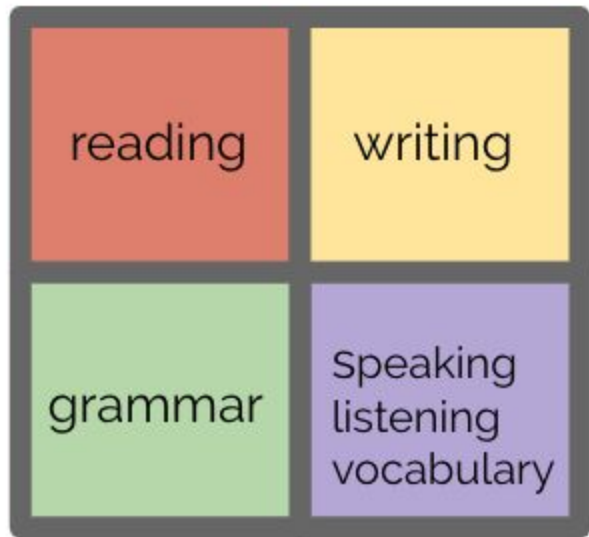 reading
writing
grammar
Speaking
listening
vocabulary